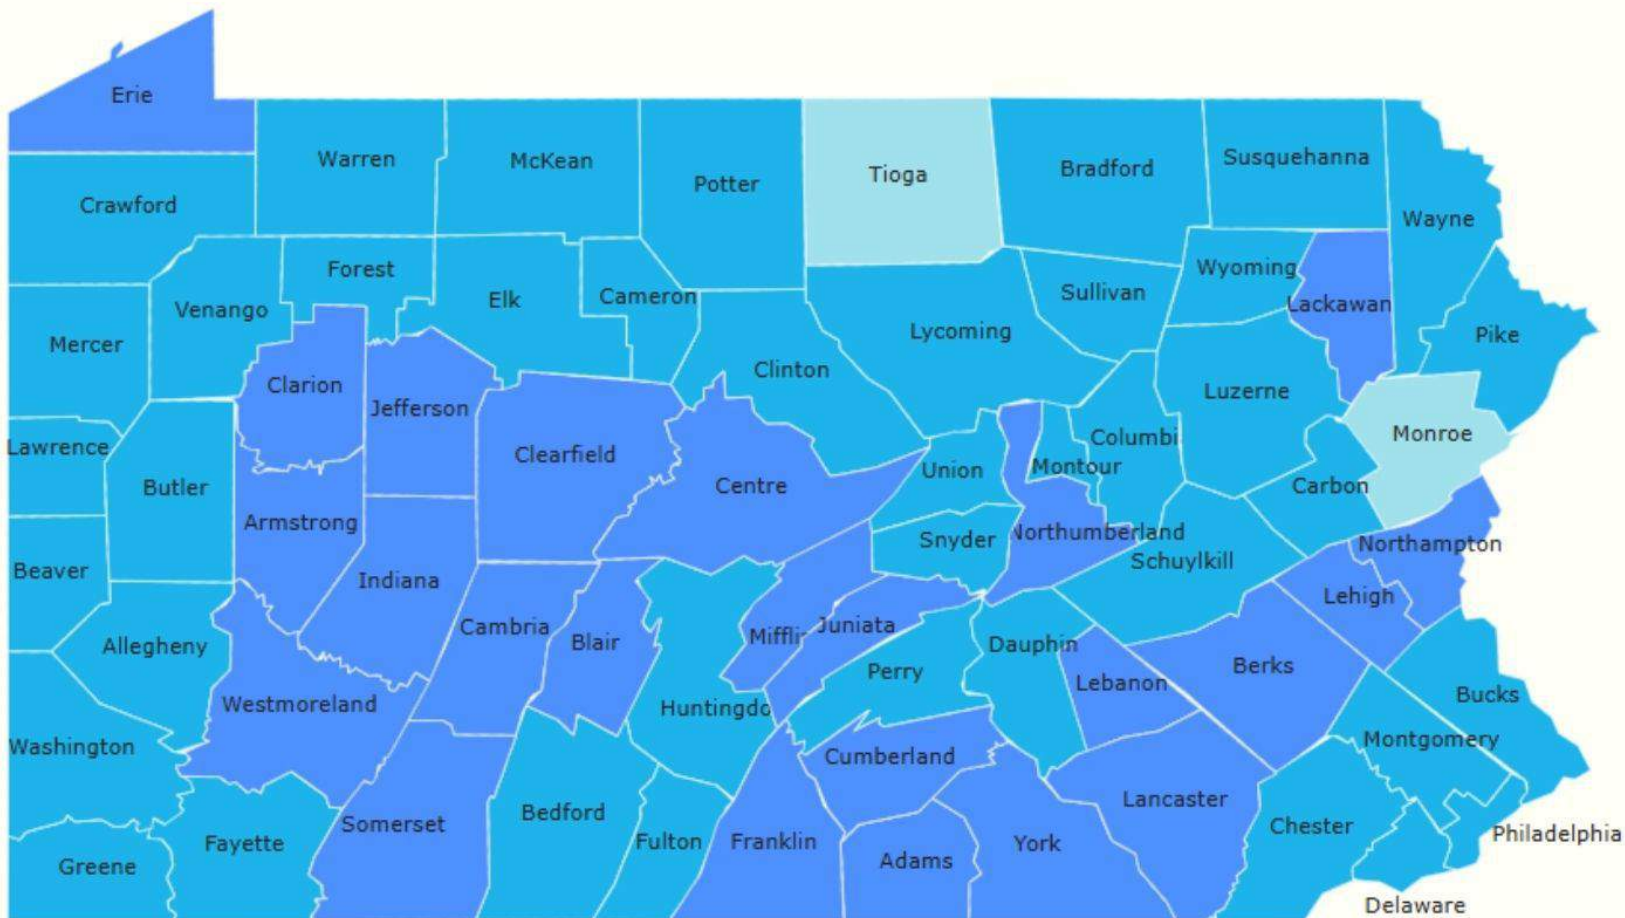 Erie
Warren
McKean
Potter
Tioga
Bradford
Susquehanna
Crawford
Wayne
Forest
Elk
Cameron
Wyoming
Sullivan
Lackawan
Venango
Mercer
Lycoming
Pike
Clarion
Jefferson
Clinton
Luzerne
Monroe
Lawrence
Clearfield
Columbi
Butler
Centre
Union
Montour
Carbon
Armstrong
Snyder
Northumberland
Northampton
Beaver
Indiana
Schuylkill
Lehigh
Allegheny
Cambria
Blair
Mifflin
Juniata
Dauphin
Berks
Westmoreland
Huntingdo
Perry
Lebanon
Bucks
Washington
Cumberland
Montgomery
Lancaster
Somerset
Bedford
Chester
Philadelphia
Greene
Fayette
Fulton
Franklin
Adams
York
Delaware